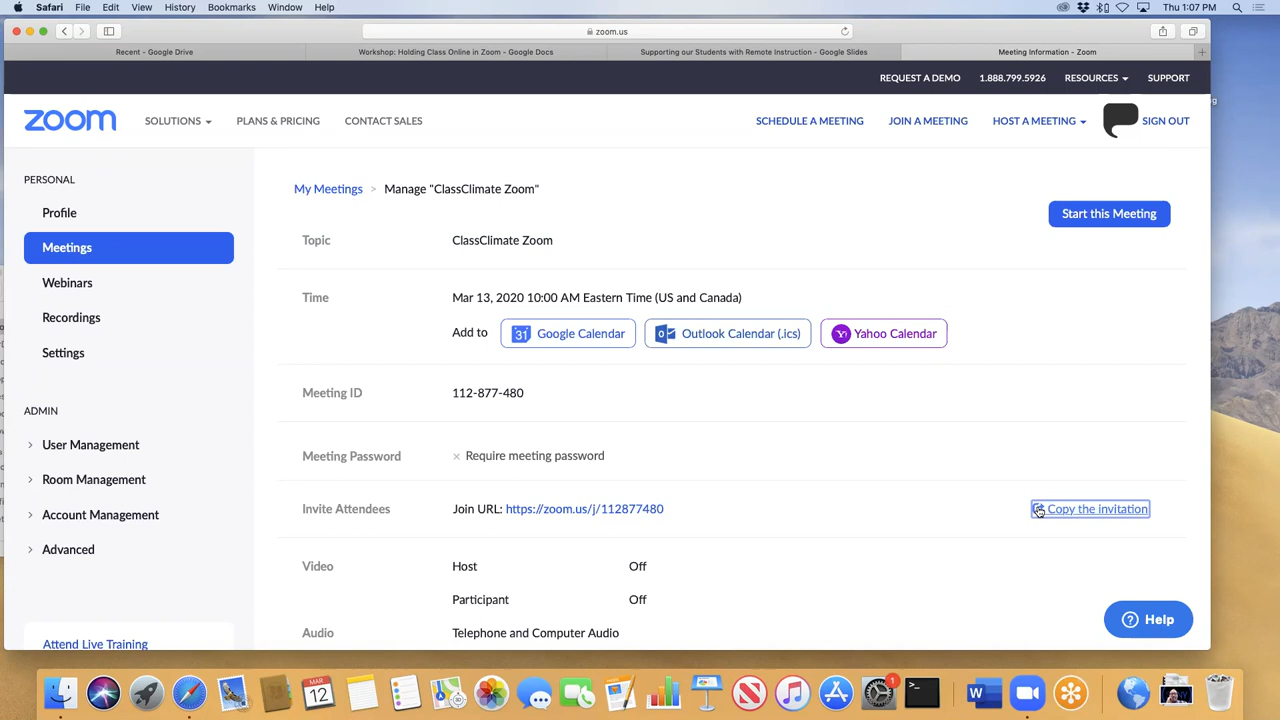 Safari File Edit View History Bookmarks Window Help Thu 1:07 PM
zoom.us
Recent - Google Drive Workshop: Holding Class Online in Zoom - Google Docs Supporting our Students with Remote Instruction - Google Slides Meeting Information - Zoom
REQUEST A DEMO 1.888.799.5926 RESOURCES SUPPORT
zoom SOLUTIONS PLANS & PRICING CONTACT SALES SCHEDULE A MEETING JOIN A MEETING HOST A MEETING SIGN OUT
PERSONAL
Profile
Meetings
Webinars
Recordings
Settings
ADMIN
User Management
Room Management
Account Management
Advanced
Attend Live Training
My Meetings > Manage "ClassClimate Zoom"
Start this Meeting
Topic ClassClimate Zoom
Time Mar 13, 2020 10:00 AM Eastern Time (US and Canada)
Add to 31 Google Calendar Outlook Calendar (.ics) Yahoo Calendar
Meeting ID 112-877-480
Meeting Password × Require meeting password
Invite Attendees Join URL: https://zoom.us/j/112877480 Copy the invitation
Video Host Off
Participant Off
Audio Telephone and Computer Audio
Help
MAR
12
1